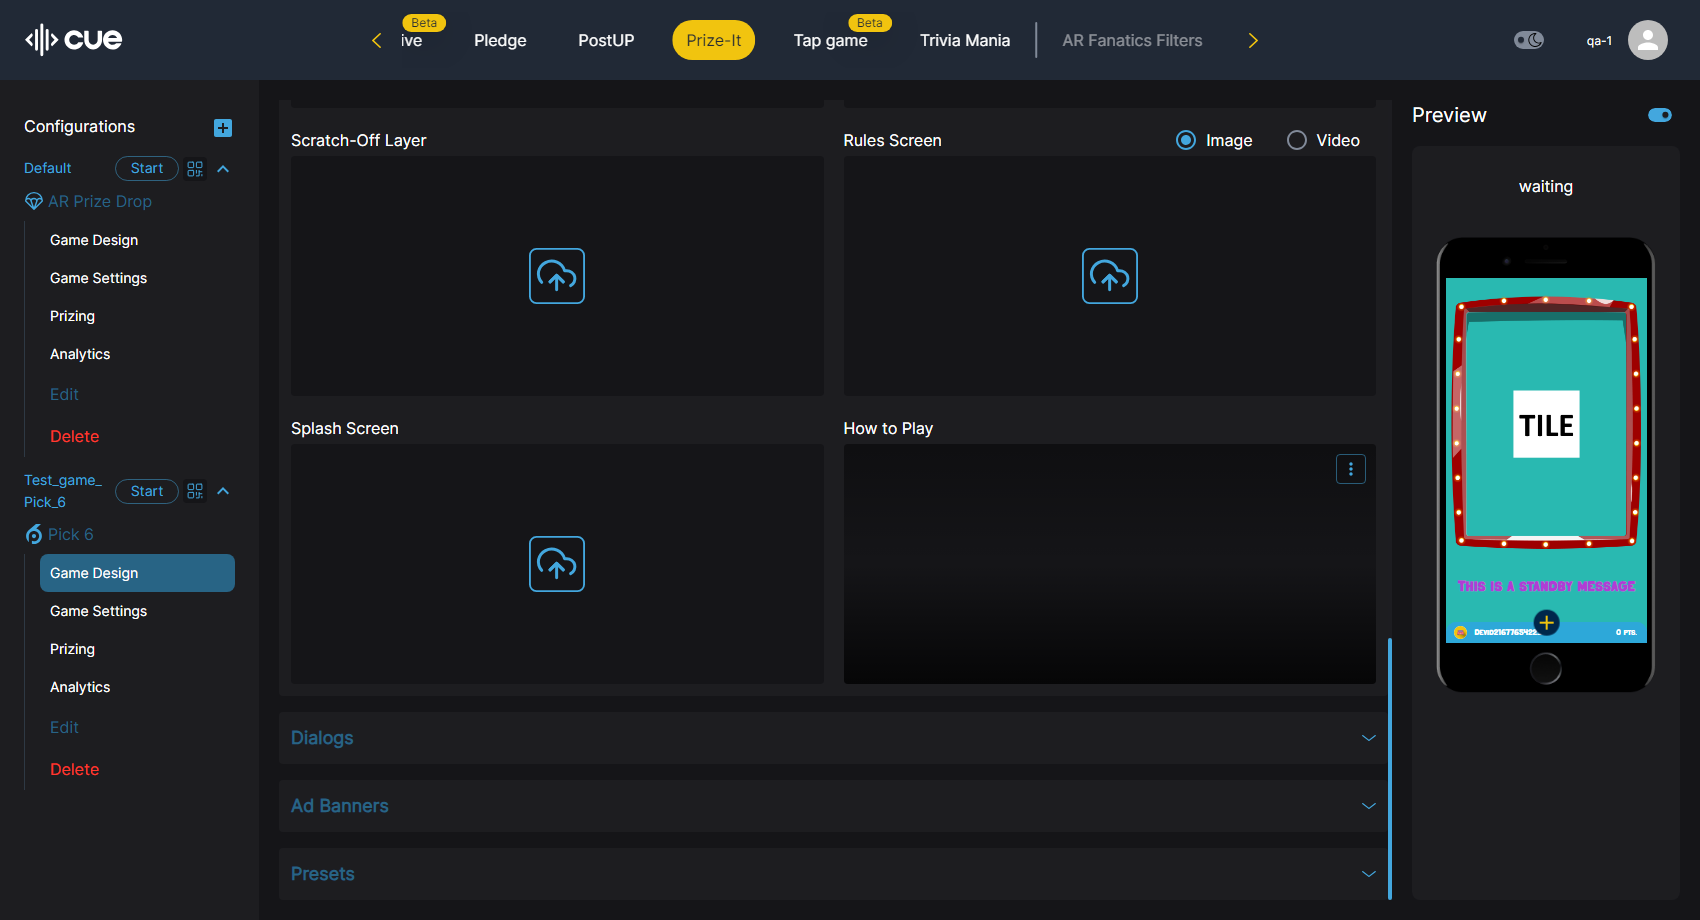 cue
Beta
ive
Pledge
PostUP
Prize-It
Beta
Tap game
Trivia Mania
AR Fanatics Filters
qa-1
Configurations
Default
Start
AR Prize Drop
Game Design
Game Settings
Prizing
Analytics
Edit
Delete
Test_game_
Pick_6
Start
Pick 6
Game Design
Game Settings
Prizing
Analytics
Edit
Delete
Scratch-Off Layer
Rules Screen
Image
Video
Splash Screen
How to Play
Dialogs
Ad Banners
Presets
Preview
waiting
TILE
THIS IS A STANDBY MESSAGE
0 PTS.